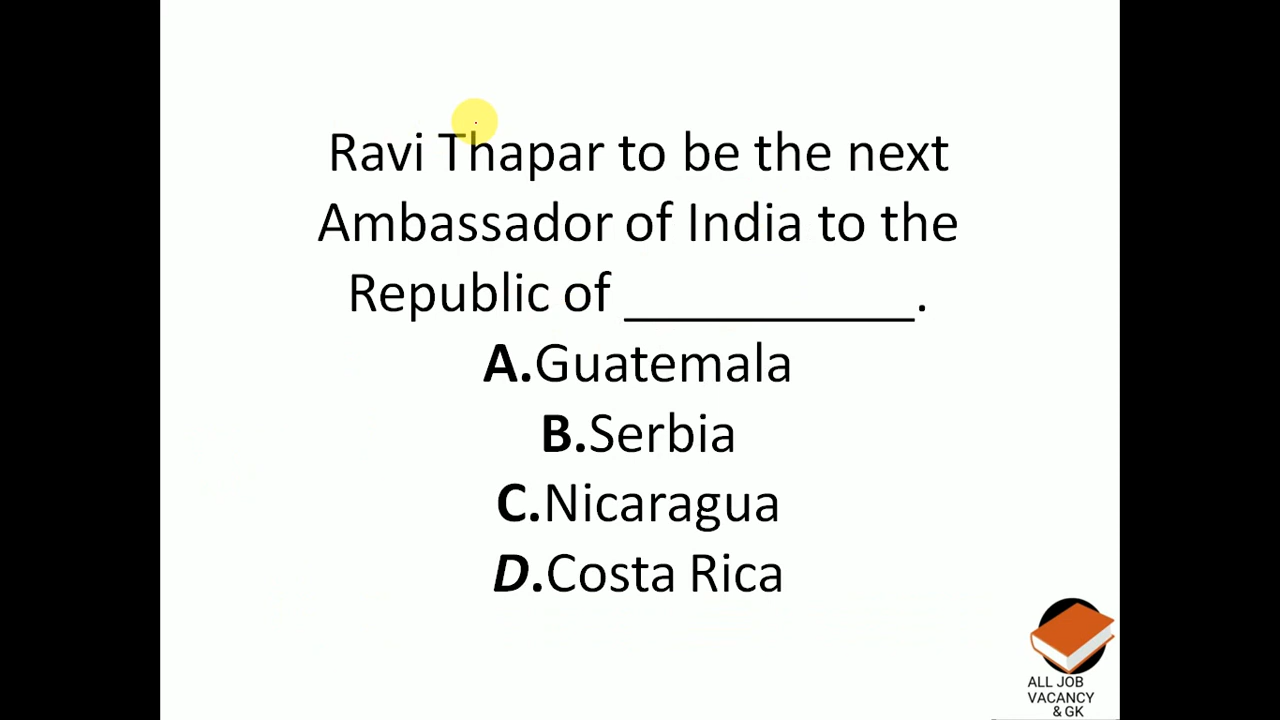 Ravi Thapar to be the next
Ambassador of India to the
Republic of ___________.
A.Guatemala
B.Serbia
C.Nicaragua
D.Costa Rica
ALL JOB
VACANCY
& GK